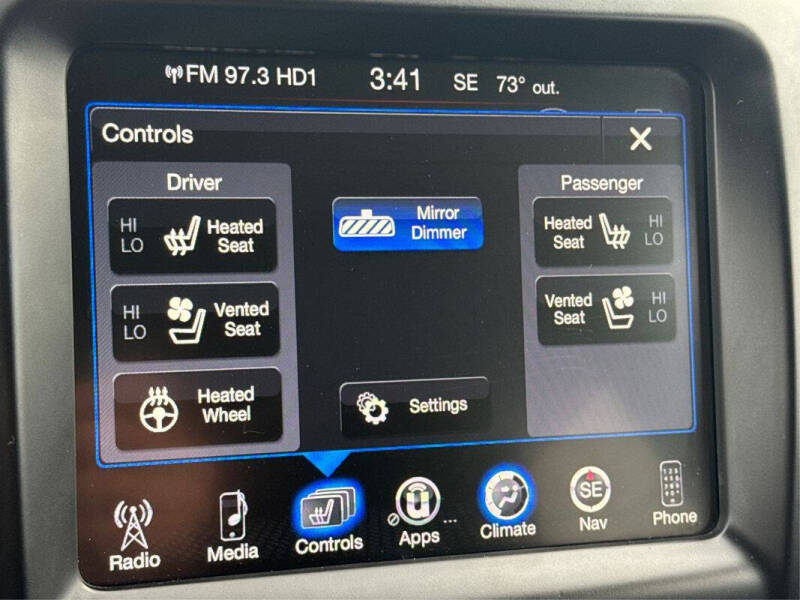 FM 97.3 HD1 3:41 SE 73° out.
Controls
Driver
HI
LO
Heated
Seat
HI
LO
Vented
Seat
Heated
Wheel
Mirror
Dimmer
Settings
Passenger
Heated
Seat
HI
LO
Vented
Seat
HI
LO
Radio
Media
Controls
Apps
...
Climate
SE
Nav
Phone